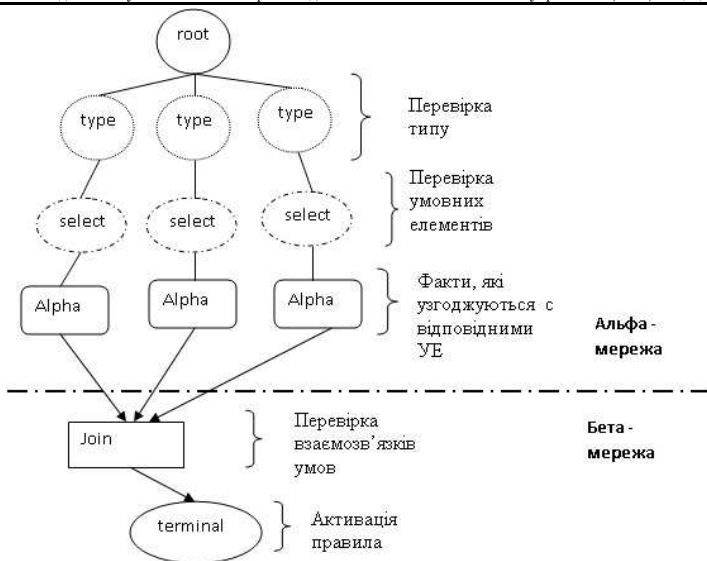 root
type type type
Перевірка
типу
select select select
Перевірка
умовних
елементів
Alpha Alpha Alpha
Факти, які
узгоджуються с
відповідними
УЕ
Альфа -
мережа
Join
Перевірка
взаємозв'язків
умов
Бета -
мережа
terminal
Активація
правила